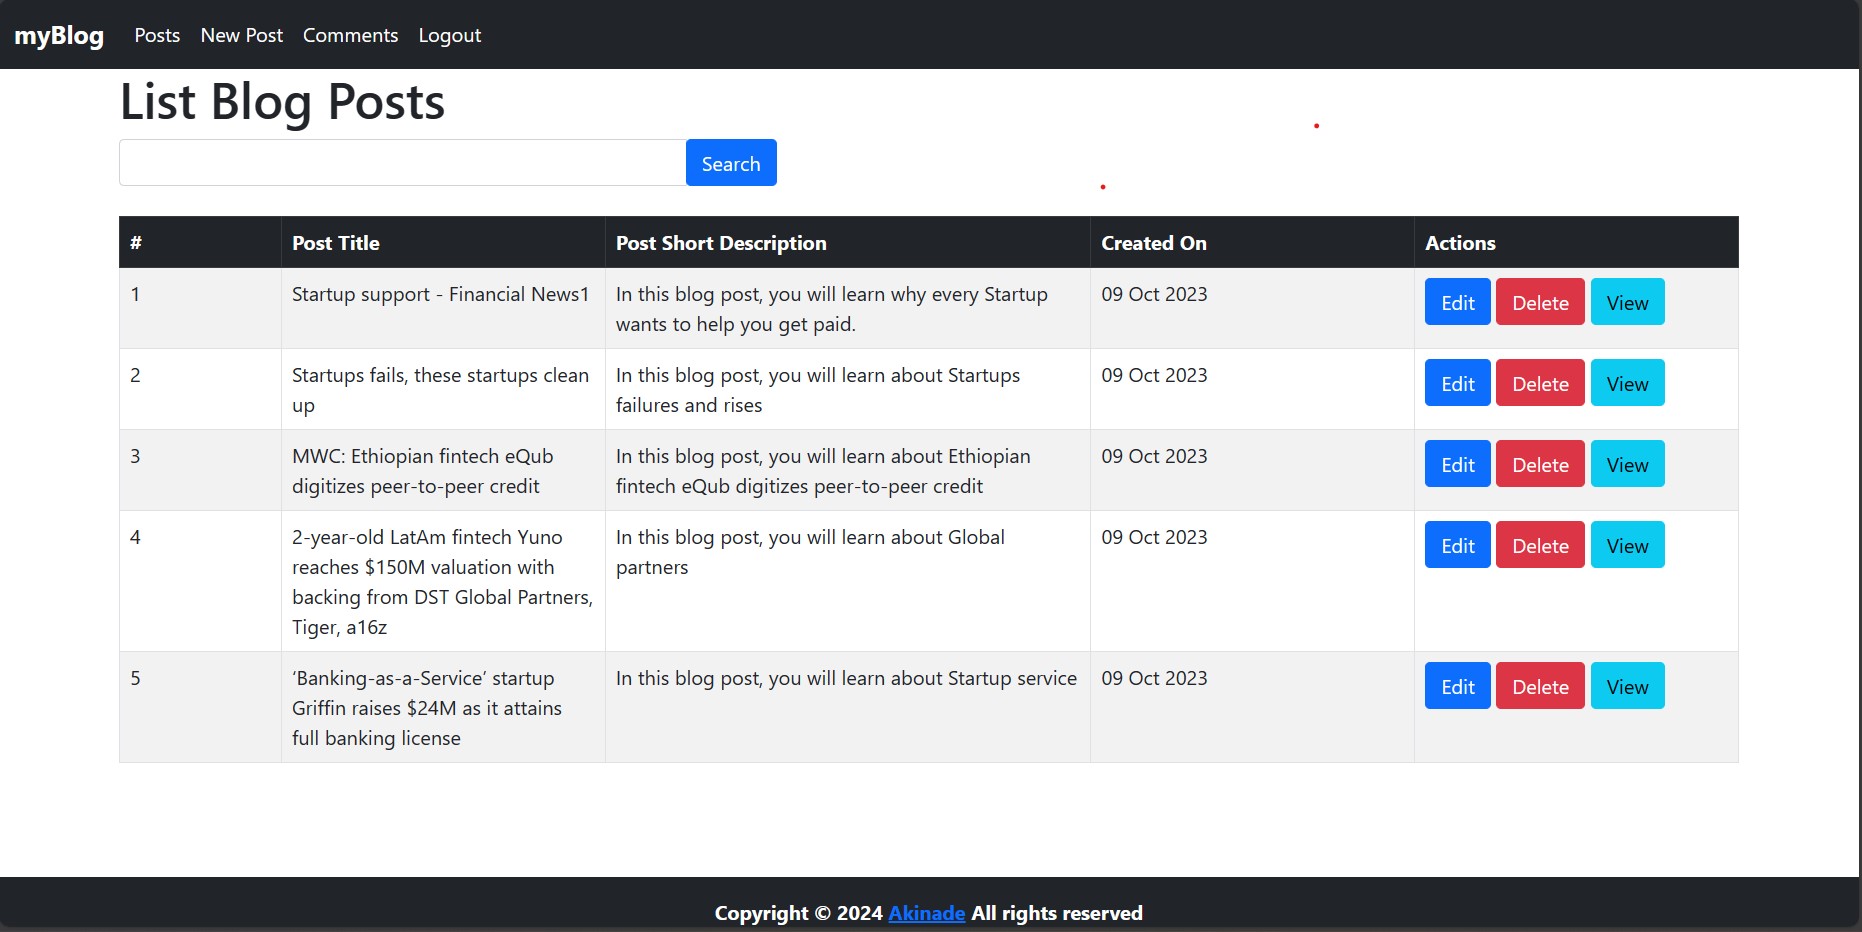 myBlog Posts New Post Comments Logout
List Blog Posts
Search
# Post Title Post Short Description Created On Actions
1 Startup support - Financial News1 In this blog post, you will learn why every Startup 09 Oct 2023 Edit Delete View
wants to help you get paid.
2 Startups fails, these startups clean In this blog post, you will learn about Startups 09 Oct 2023 Edit Delete View
up failures and rises
3 MWC: Ethiopian fintech eQub In this blog post, you will learn about Ethiopian 09 Oct 2023 Edit Delete View
digitizes peer-to-peer credit fintech eQub digitizes peer-to-peer credit
4 2-year-old LatAm fintech Yuno In this blog post, you will learn about Global 09 Oct 2023 Edit Delete View
reaches $150M valuation with partners
backing from DST Global Partners,
Tiger, a16z
5 ‘Banking-as-a-Service’ startup In this blog post, you will learn about Startup service 09 Oct 2023 Edit Delete View
Griffin raises $24M as it attains
full banking license
Copyright © 2024 Akinade All rights reserved